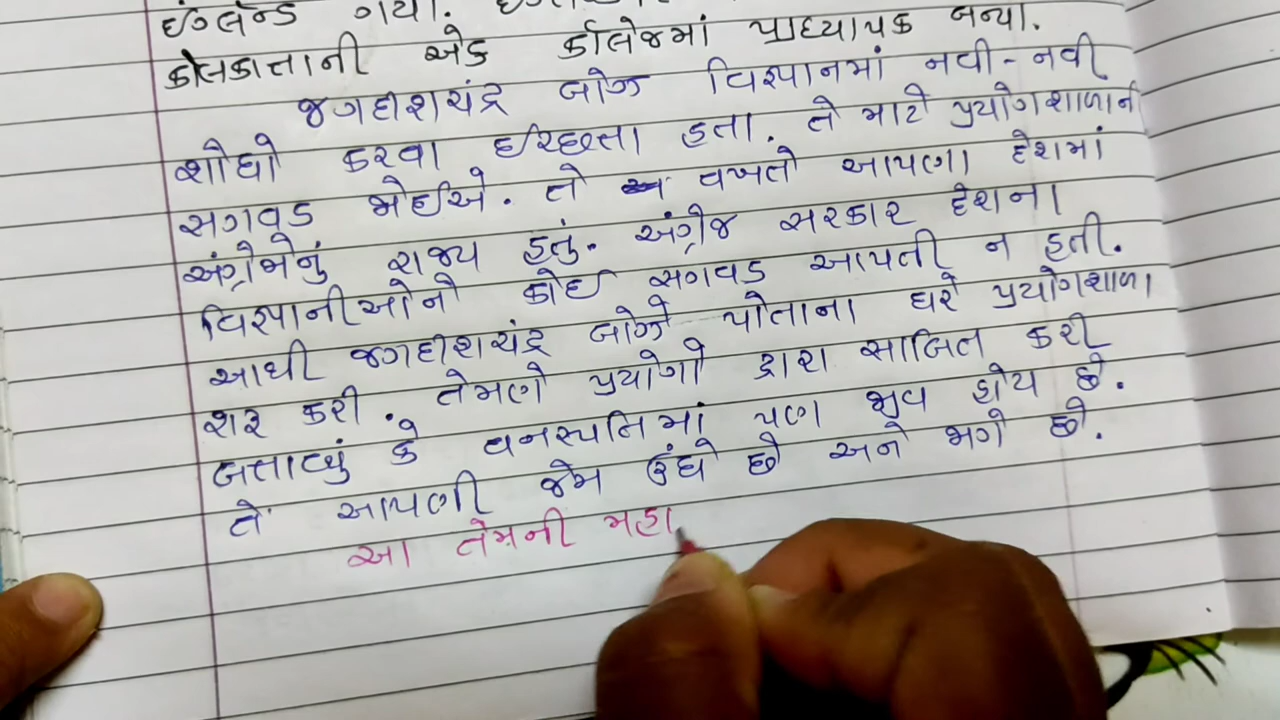 ઇંગ્લૅન્ડ ગયા.
કોલકાતાની એક કૉલેજમાં પ્રાધ્યાપક બન્યા.
જગદીશચંદ્ર બોઝ વિજ્ઞાનમાં નવી-નવી
શોધો કરવા ઈચ્છતા હતા. તે માટે પ્રયોગશાળાની
સગવડ જોઈએ. તે વખતે આપણા દેશમાં
અંગ્રેજોનું રાજ્ય હતું. અંગ્રેજ સરકાર દેશના
વિજ્ઞાનીઓને કોઈ સગવડ આપતી ન હતી.
આથી જગદીશચંદ્ર બોઝે પોતાના ઘરે પ્રયોગશાળા
શરૂ કરી. તેમણે પ્રયોગો દ્વારા સાબિત કરી
બતાવ્યું કે વનસ્પતિમાં પણ જીવ હોય છે.
તે આપણી જેમ ઉંઘે છે અને જાગે છે.
આ તેમની મહા